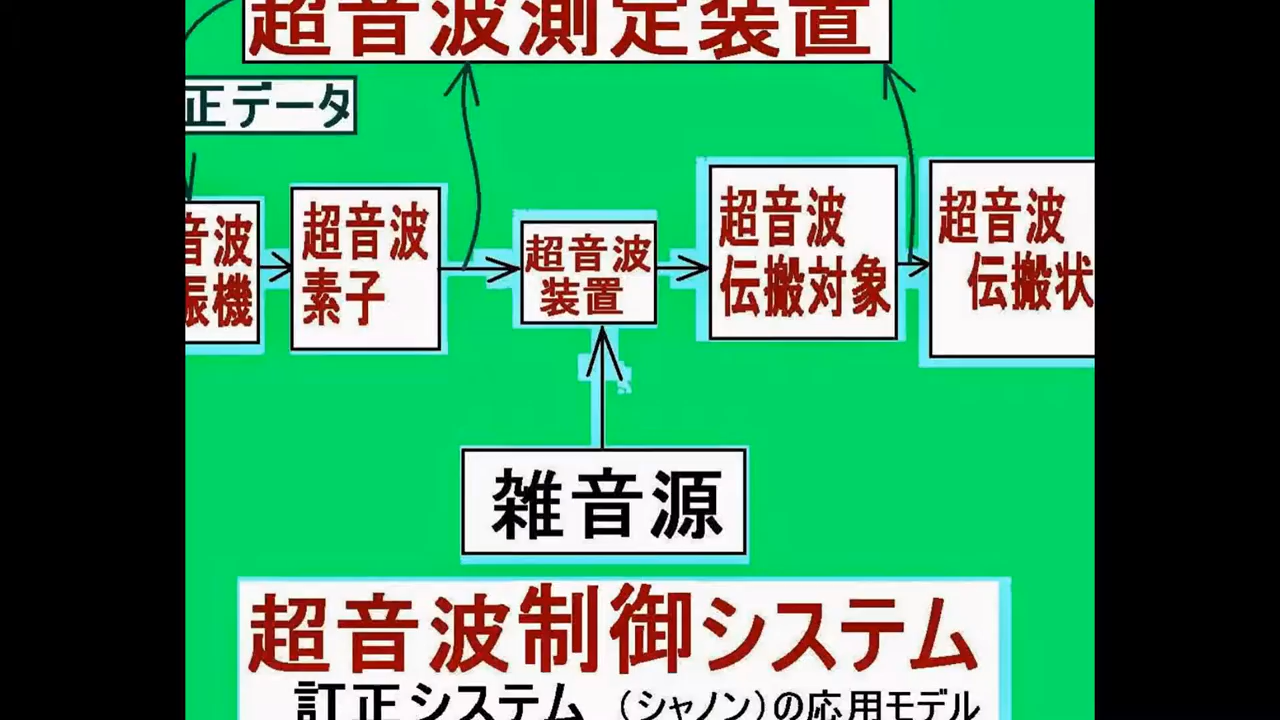 超音波測定装置
正データ
音波
振機
超音波
素子
超音波
装置
超音波
伝搬対象
超音波
伝搬状
雑音源
超音波制御システム
訂正システム（シャノン）の応用モデル